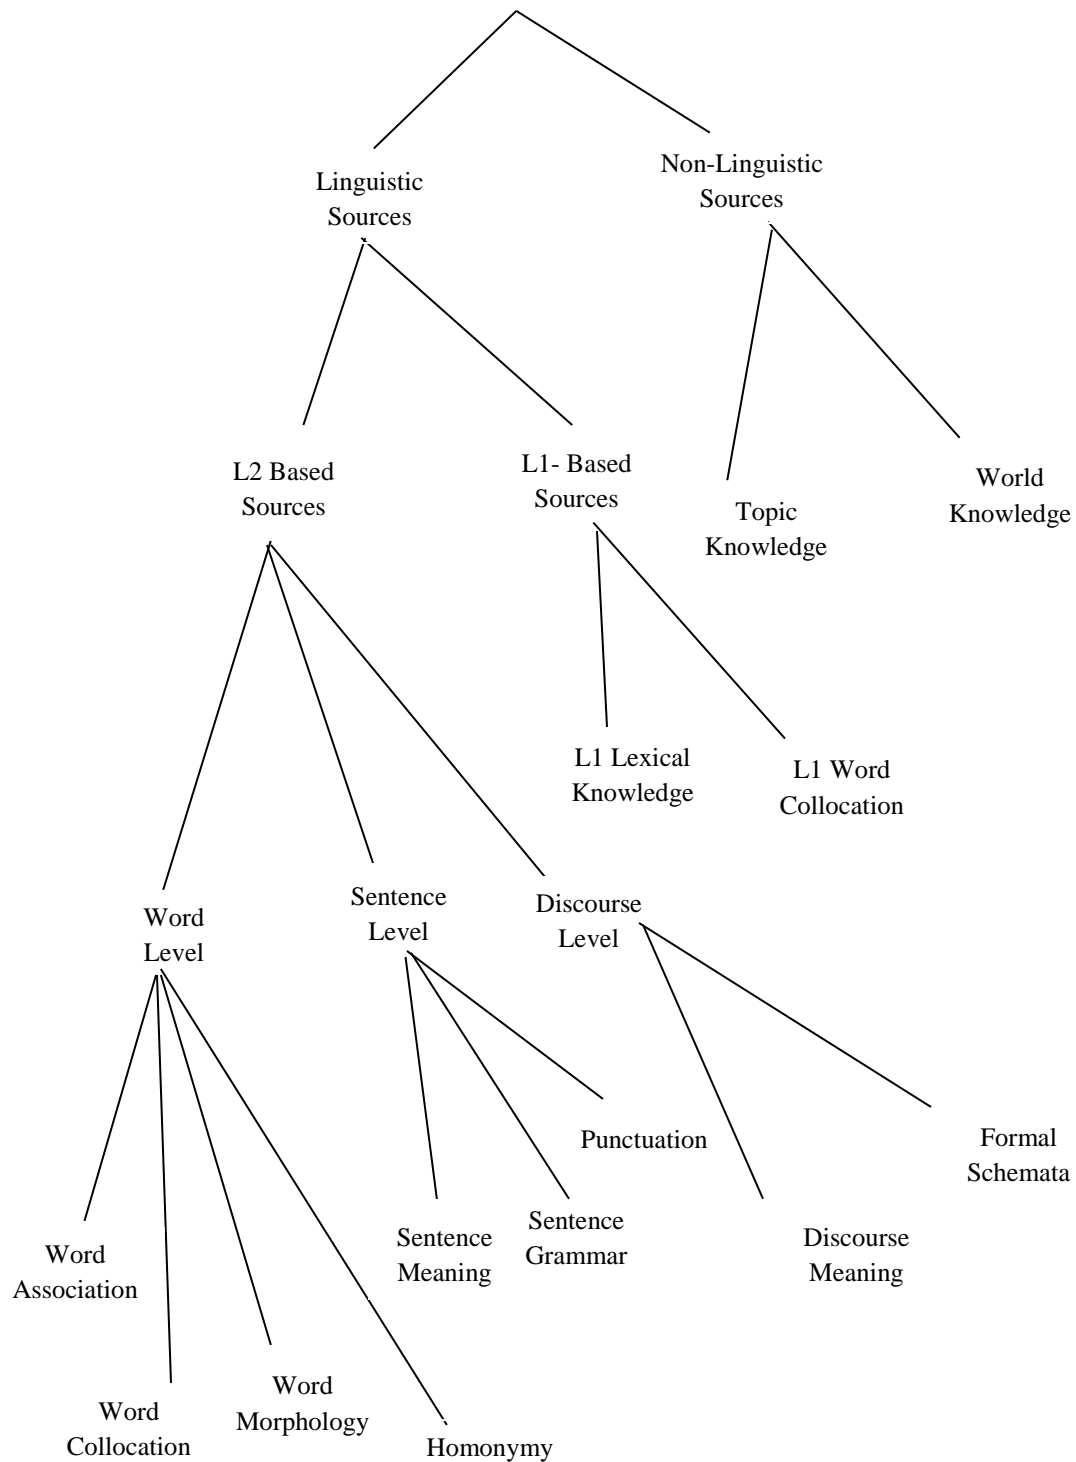 Linguistic
Sources
Non-Linguistic
Sources
L2 Based
Sources
L1- Based
Sources
Topic
Knowledge
World
Knowledge
L1 Lexical
Knowledge
L1 Word
Collocation
Word
Level
Sentence
Level
Discourse
Level
Punctuation
Formal
Schemata
Word
Association
Sentence
Meaning
Sentence
Grammar
Discourse
Meaning
Word
Collocation
Word
Morphology
Homonymy